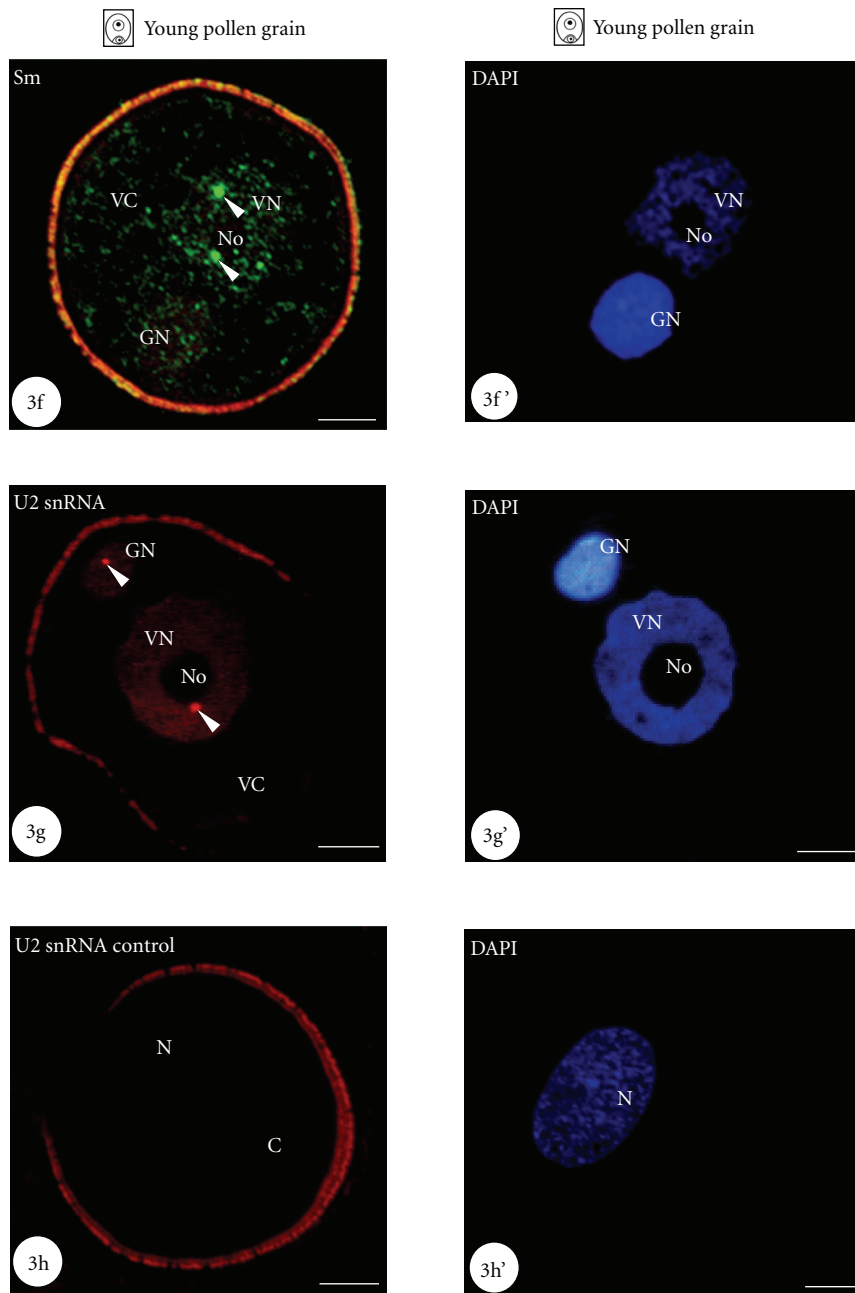 Young pollen grain
Young pollen grain
Sm
VC
VN
No
GN
3f
DAPI
VN
No
GN
3f’
U2 snRNA
GN
VN
No
VC
3g
DAPI
GN
VN
No
3g’
U2 snRNA control
N
C
3h
DAPI
N
3h’